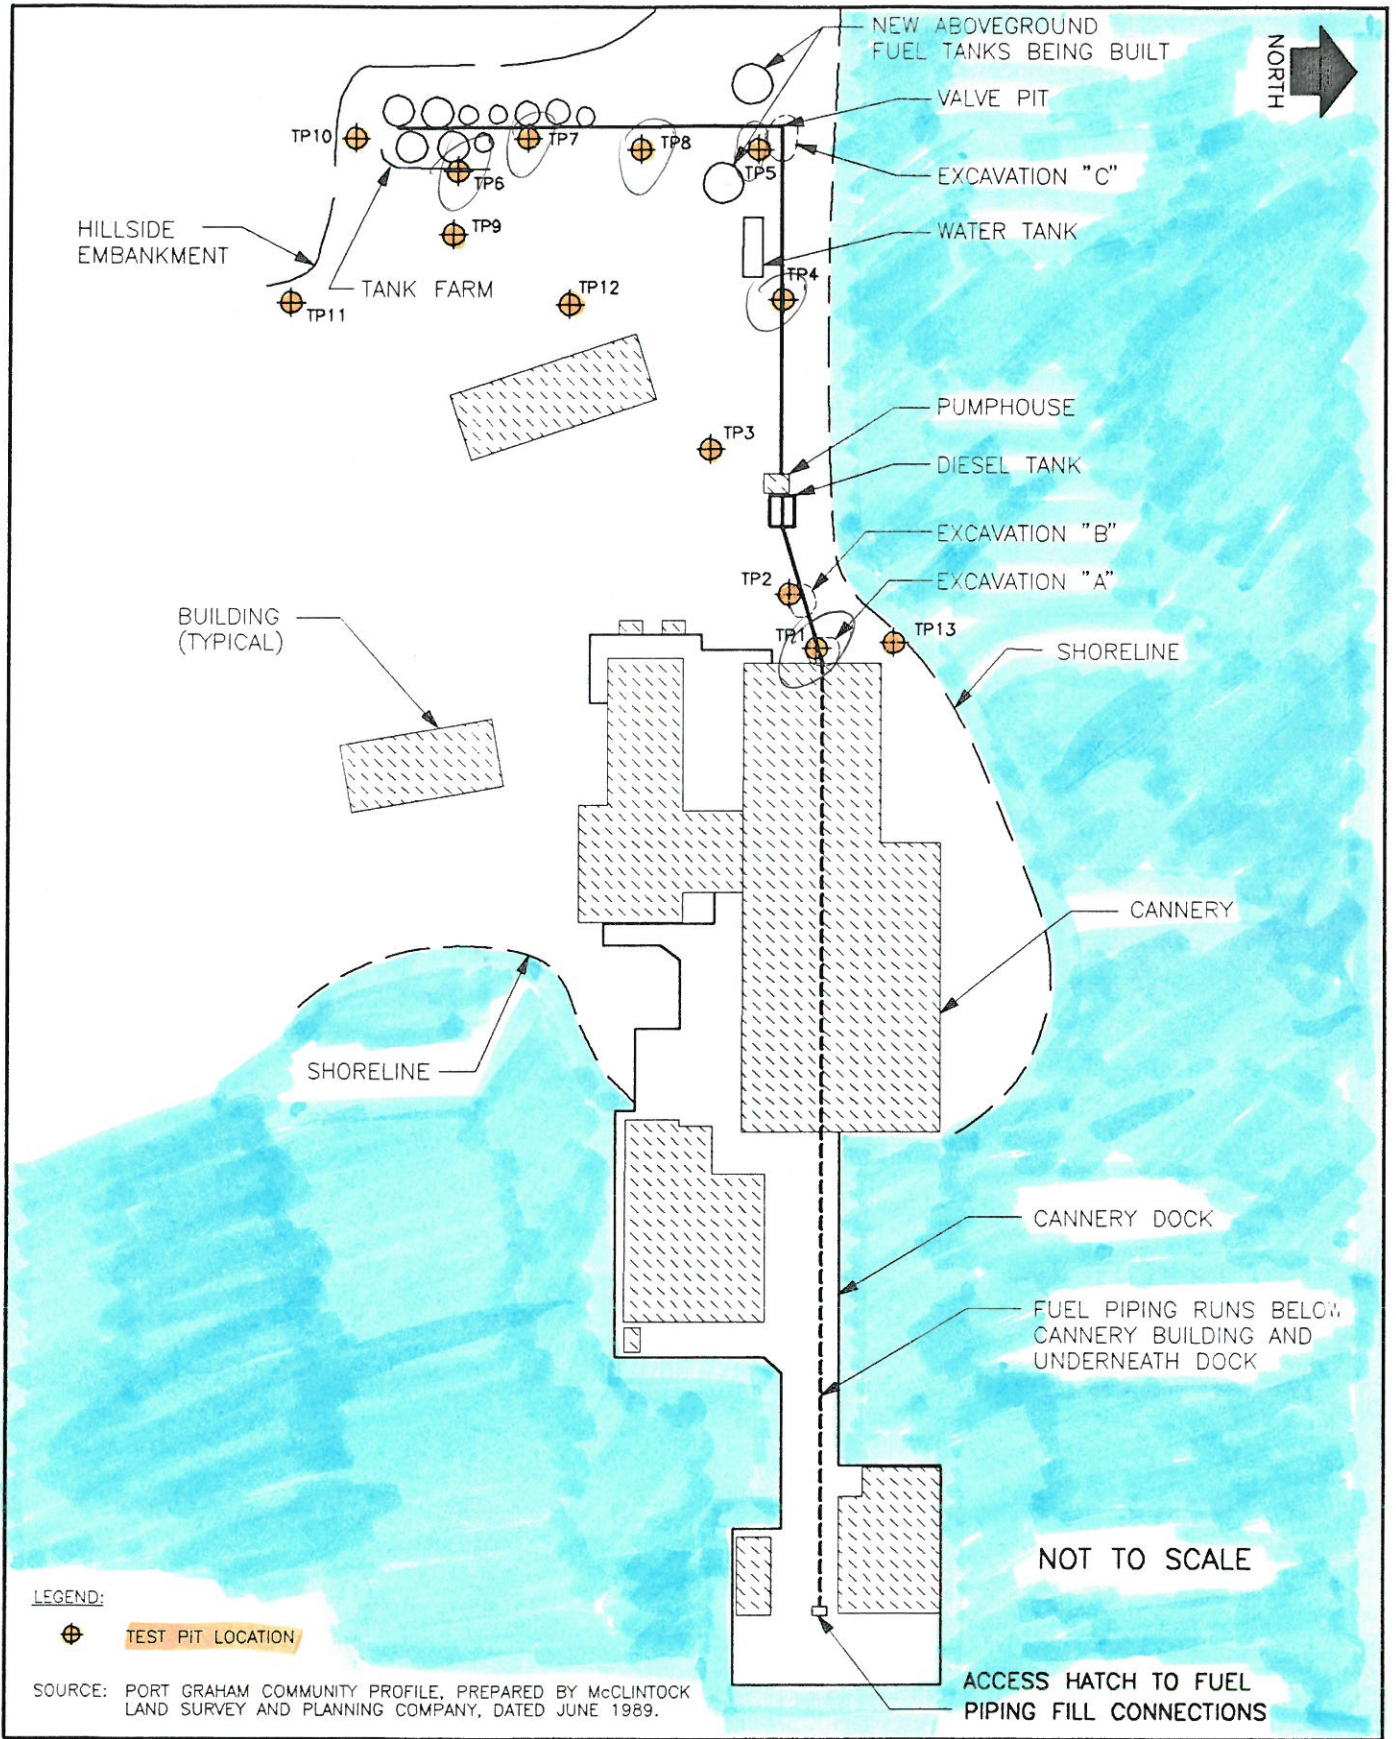 NEW ABOVEGROUND
FUEL TANKS BEING BUILT
NORTH
VALVE PIT
TP10
TP7
TP8
TP5
TP6
EXCAVATION "C"
HILLSIDE
EMBANKMENT
TP9
WATER TANK
TANK FARM
TP4
TP11
TP12
PUMPHOUSE
TP3
DIESEL TANK
EXCAVATION "B"
TP2
EXCAVATION "A"
BUILDING
(TYPICAL)
TP1
TP13
SHORELINE
CANNERY
SHORELINE
CANNERY DOCK
FUEL PIPING RUNS BELOW
CANNERY BUILDING AND
UNDERNEATH DOCK
NOT TO SCALE
LEGEND:
TEST PIT LOCATION
SOURCE: PORT GRAHAM COMMUNITY PROFILE, PREPARED BY McCLINTOCK
LAND SURVEY AND PLANNING COMPANY, DATED JUNE 1989.
ACCESS HATCH TO FUEL
PIPING FILL CONNECTIONS